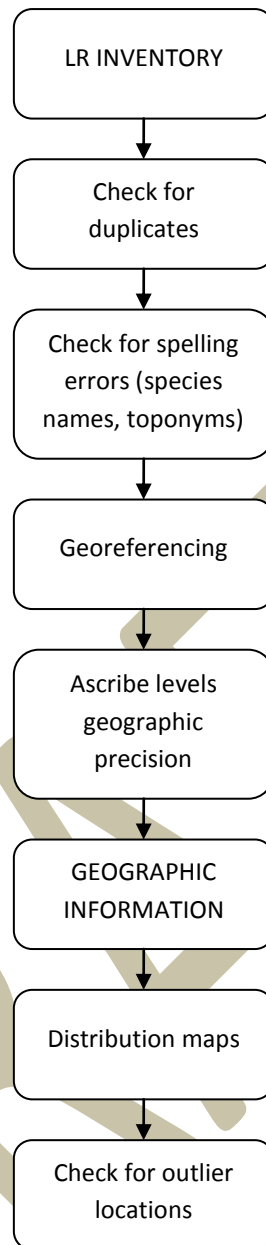 LR INVENTORY
Check for
duplicates
Check for spelling
errors (species
names, toponyms)
Georeferencing
Ascribe levels
geographic
precision
GEOGRAPHIC
INFORMATION
Distribution maps
Check for outlier
locations